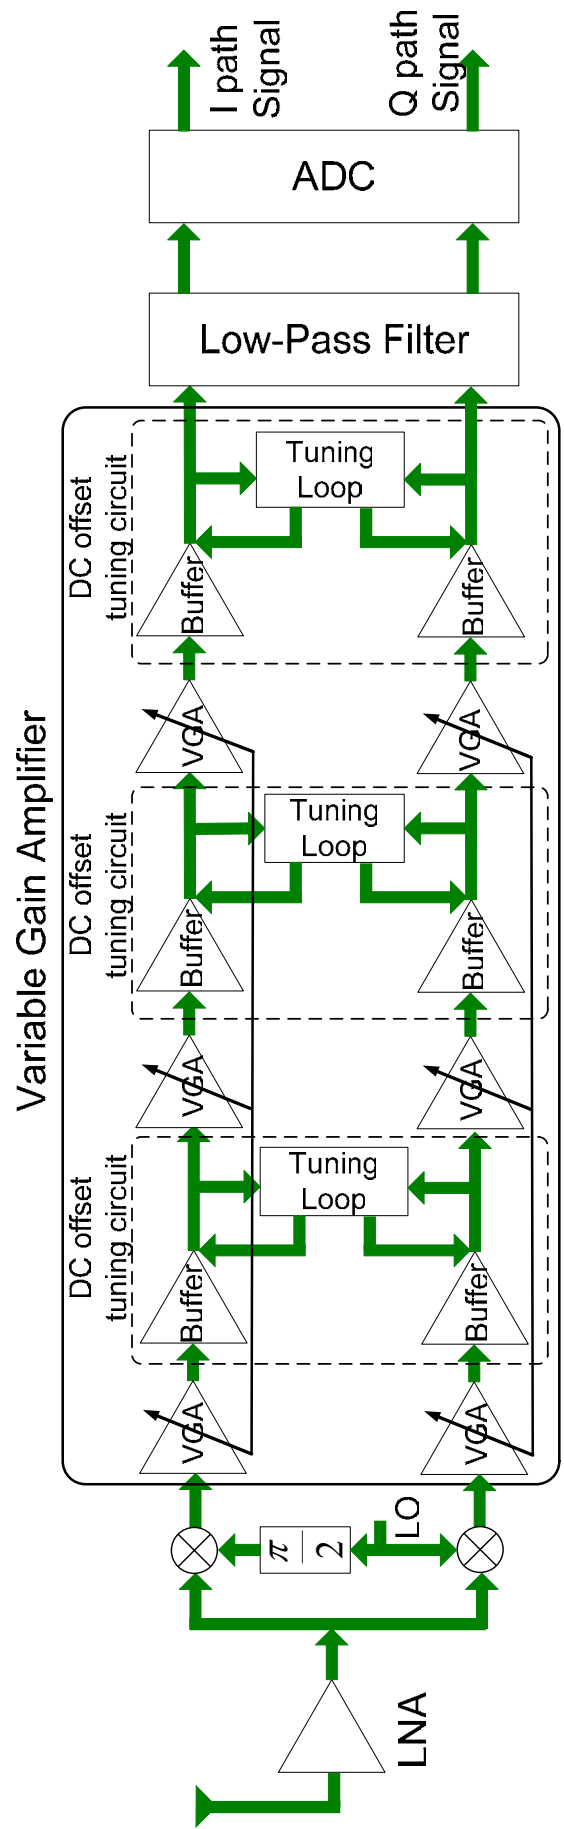 I path
Signal
Q path
Signal
ADC
Low-Pass Filter
Variable Gain Amplifier
DC offset
tuning circuit
Tuning
Loop
Buffer
Buffer
VGA
VGA
DC offset
tuning circuit
Tuning
Loop
Buffer
Buffer
VGA
VGA
DC offset
tuning circuit
Tuning
Loop
Buffer
Buffer
VGA
VGA
π
2
LO
LNA